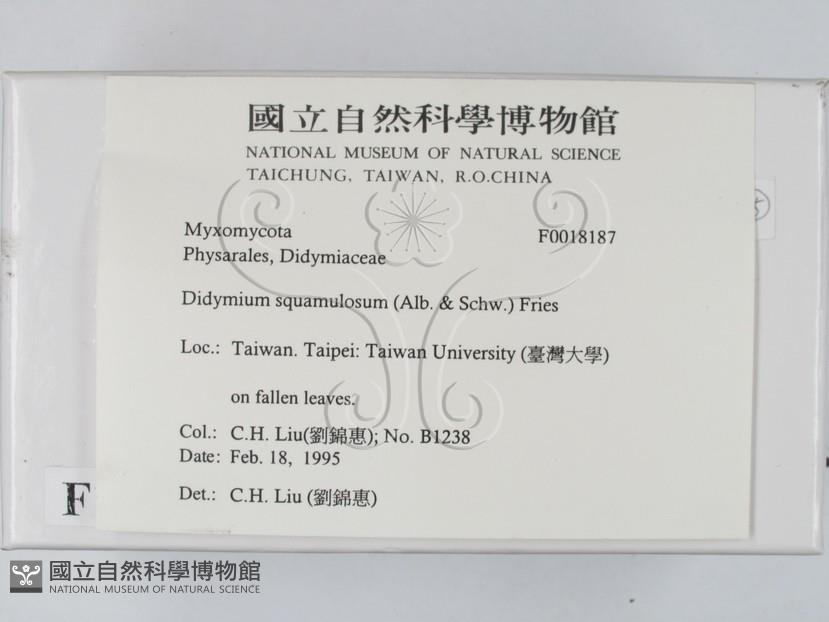 國立自然科學博物館
NATIONAL MUSEUM OF NATURAL SCIENCE
TAICHUNG, TAIWAN, R.O.CHINA
5
Myxomycota F0018187
Physarales, Didymiaceae
Didymium squamulosum (Alb. & Schw.) Fries
Loc.: Taiwan. Taipei: Taiwan University (臺灣大學)
on fallen leaves.
Col.: C.H. Liu(劉錦惠); No. B1238
Date: Feb. 18, 1995
Det.: C.H. Liu (劉錦惠)
F
國立自然科學博物館
NATIONAL MUSEUM OF NATURAL SCIENCE